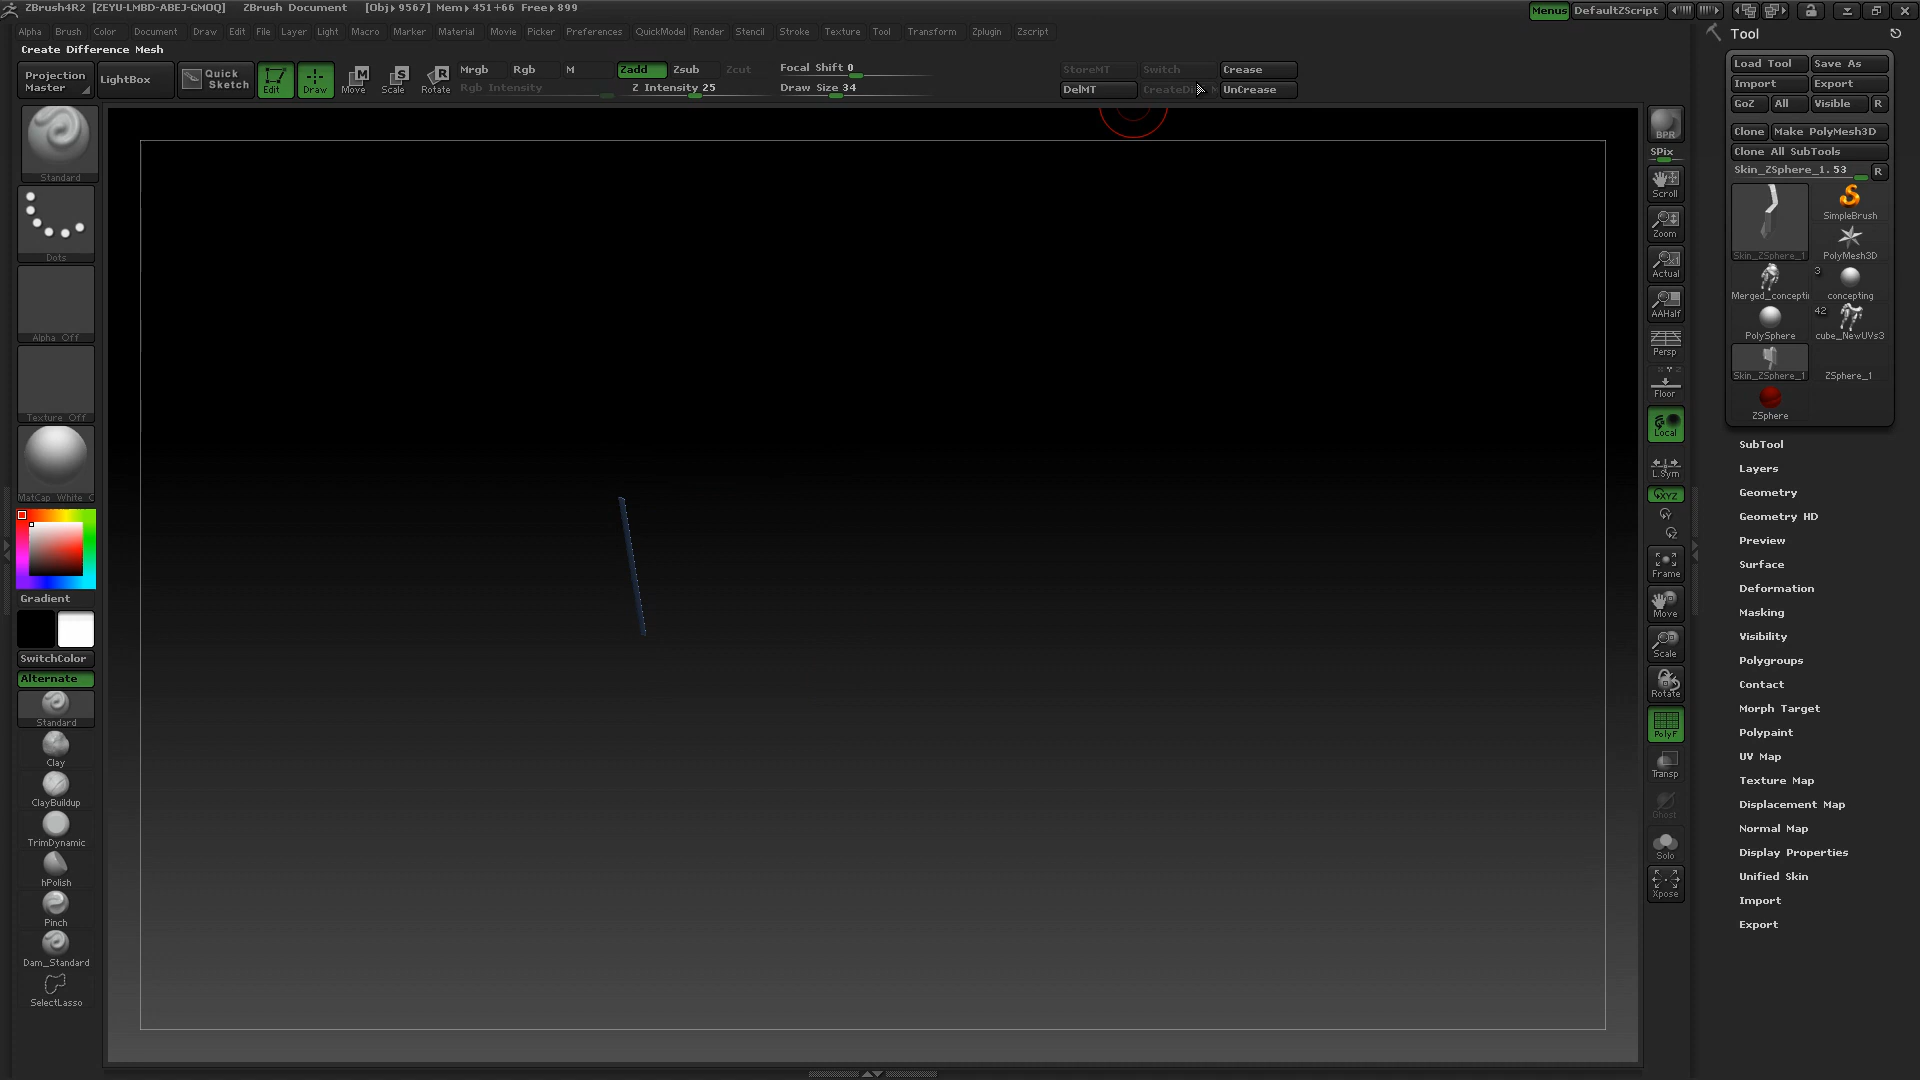 ZBrush4R2 [ZEYU-LMBD-ABEJ-GMOQ] ZBrush Document [Obj▸ 9567] Mem▸ 451+66 Free▸ 899 Menus DefaultZScript
Alpha Brush Color Document Draw Edit File Layer Light Macro Marker Material Movie Picker Preferences QuickModel Render Stencil Stroke Texture Tool Transform Zplugin Zscript
Create Difference Mesh
Projection Master
LightBox
Quick Sketch
Edit
Draw
Move
Scale
Rotate
Mrgb Rgb M
Rgb Intensity
Zadd Zsub Zcut
Z Intensity 25
Focal Shift 0
Draw Size 34
StoreMT Switch Crease
DelMT UnCrease
Standard
Dots
Alpha Off
Texture Off
MatCap White C
Gradient
SwitchColor
Alternate
Standard
Clay
ClayBuildup
TrimDynamic
hPolish
Pinch
Dam_Standard
SelectLasso
BPR
SPix
Scroll
Zoom
Actual
AAHalf
Persp
Floor
Local
L.Sym
XYZ
Frame
Move
Scale
Rotate
PolyF
Transp
Ghost
Solo
Xpose
Tool
Load Tool Save As
Import Export
GoZ All Visible R
Clone Make PolyMesh3D
Clone All SubTools
Skin_ZSphere_1. 53 R
Skin_ZSphere_1 SimpleBrush
PolyMesh3D
3
Merged_concepti concepting
42
PolySphere cube_NewUVs3
Skin_ZSphere_1 ZSphere_1
ZSphere
SubTool
Layers
Geometry
Geometry HD
Preview
Surface
Deformation
Masking
Visibility
Polygroups
Contact
Morph Target
Polypaint
UV Map
Texture Map
Displacement Map
Normal Map
Display Properties
Unified Skin
Import
Export